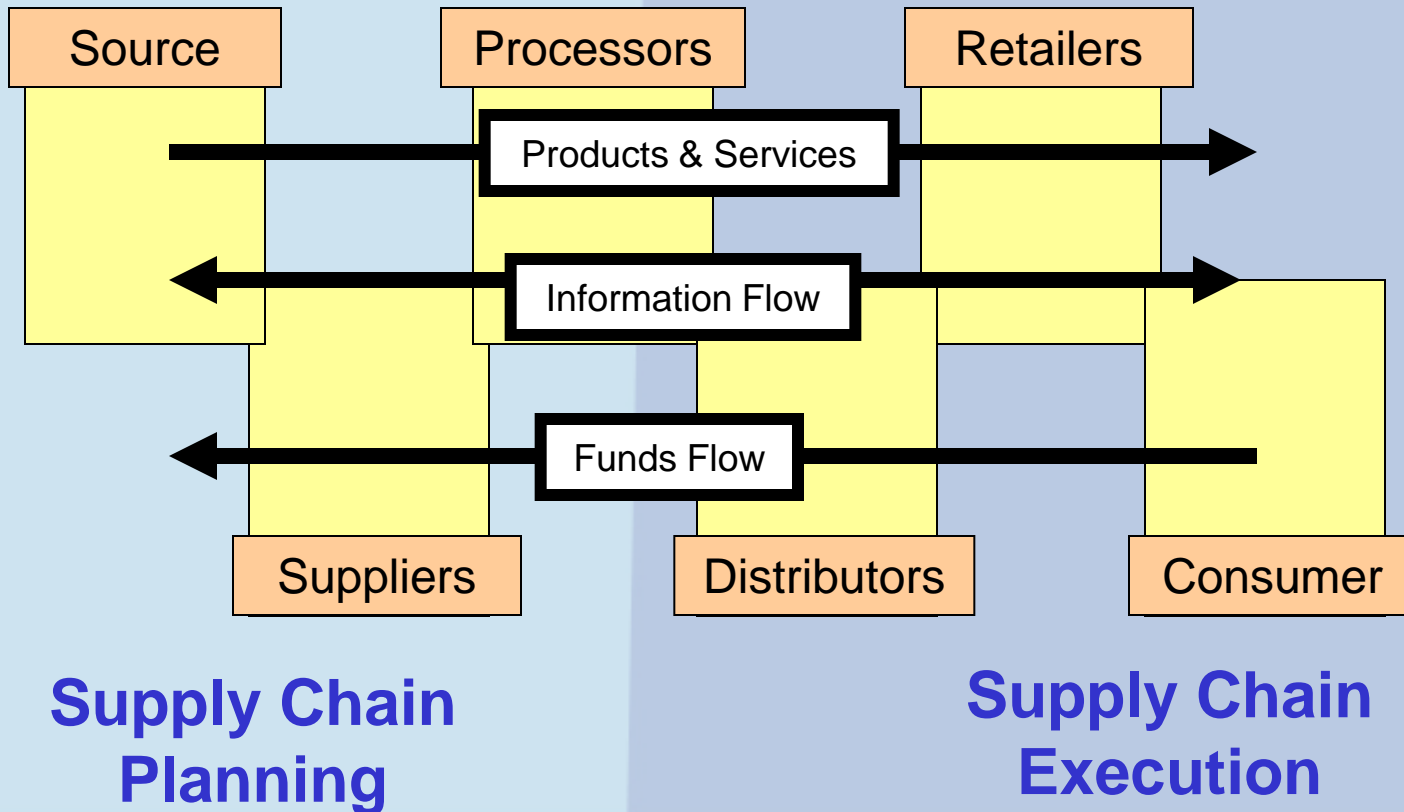 Source
Processors
Retailers
Products & Services
Information Flow
Funds Flow
Suppliers
Distributors
Consumer
Supply Chain
Planning
Supply Chain
Execution